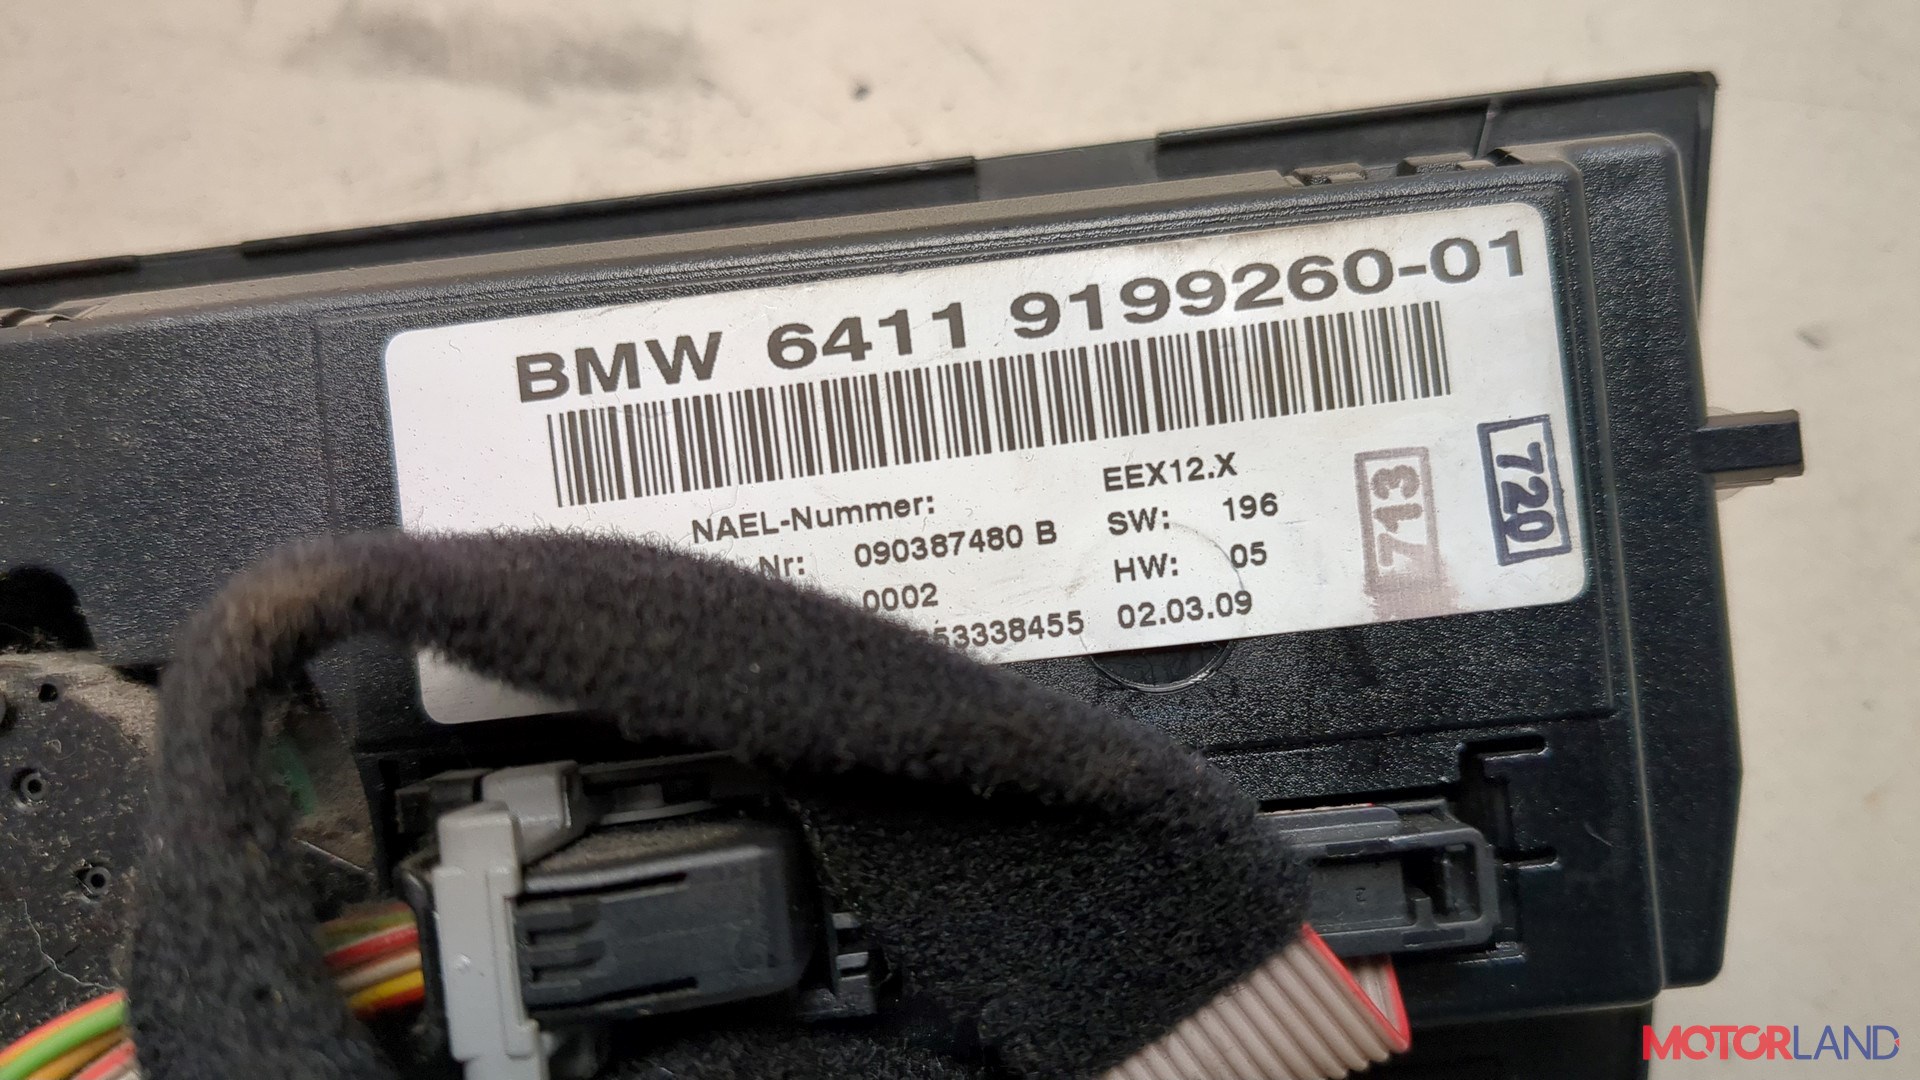 BMW 6411 9199260-01
NAEL-Nummer:
EEX12.X
Nr: 090387480 B
SW: 196
0002
HW: 05
53338455
02.03.09
713
720
MOTORLAND